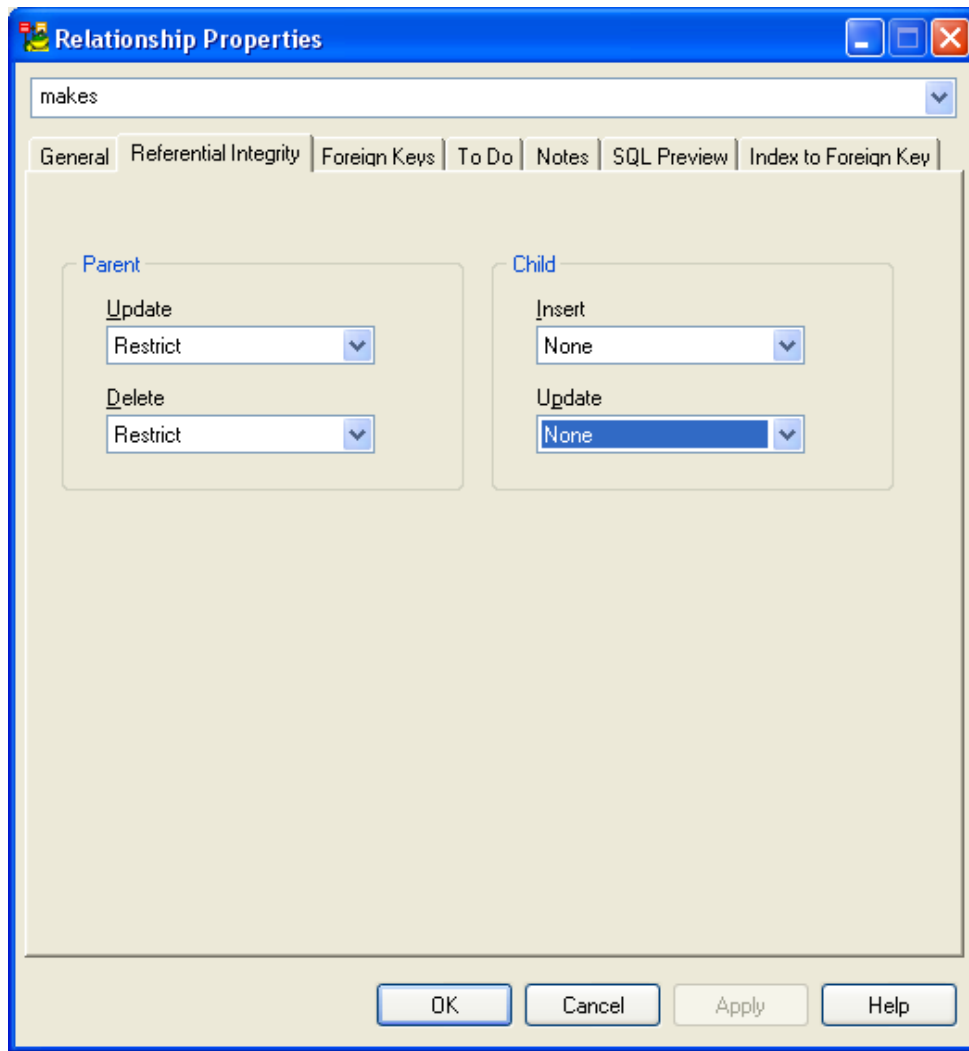 Relationship Properties
makes
General Referential Integrity Foreign Keys To Do Notes SQL Preview Index to Foreign Key
Parent
Update
Restrict
Delete
Restrict
Child
Insert
None
Update
None
OK Cancel Apply Help